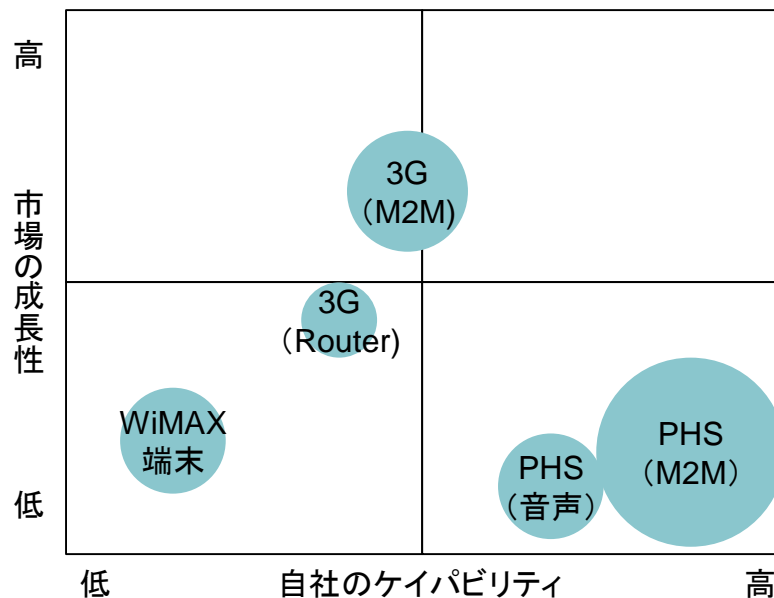 高
市場の成長性
低
3G
（M2M)
3G
（Router)
WiMAX
端末
PHS
（音声）
PHS
（M2M）
低
自社のケイパビリティ
高